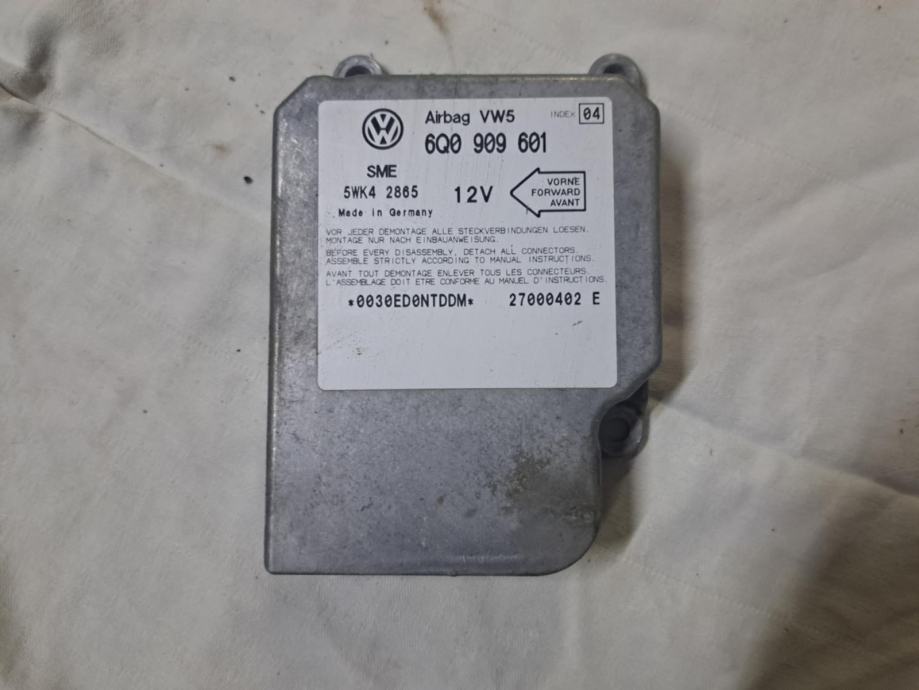 Airbag VW5 INDEX 04
6Q0 909 601
SME
5WK4 2865 12V
VORNE
FORWARD
AVANT
Made in Germany
VOR JEDER DEMONTAGE ALLE STECKVERBINDUNGEN LOESEN.
MONTAGE NUR NACH EINBAUANWEISUNG.
BEFORE EVERY DISASSEMBLY, DETACH ALL CONNECTORS.
ASSEMBLE STRICTLY ACCORDING TO MANUAL INSTRUCTIONS.
AVANT TOUT DEMONTAGE ENLEVER TOUS LES CONNECTEURS.
L'ASSEMBLAGE DOIT ETRE CONFORME AU MANUEL D'INSTRUCTIONS.
*0030ED0NTDDM* 27000402 E